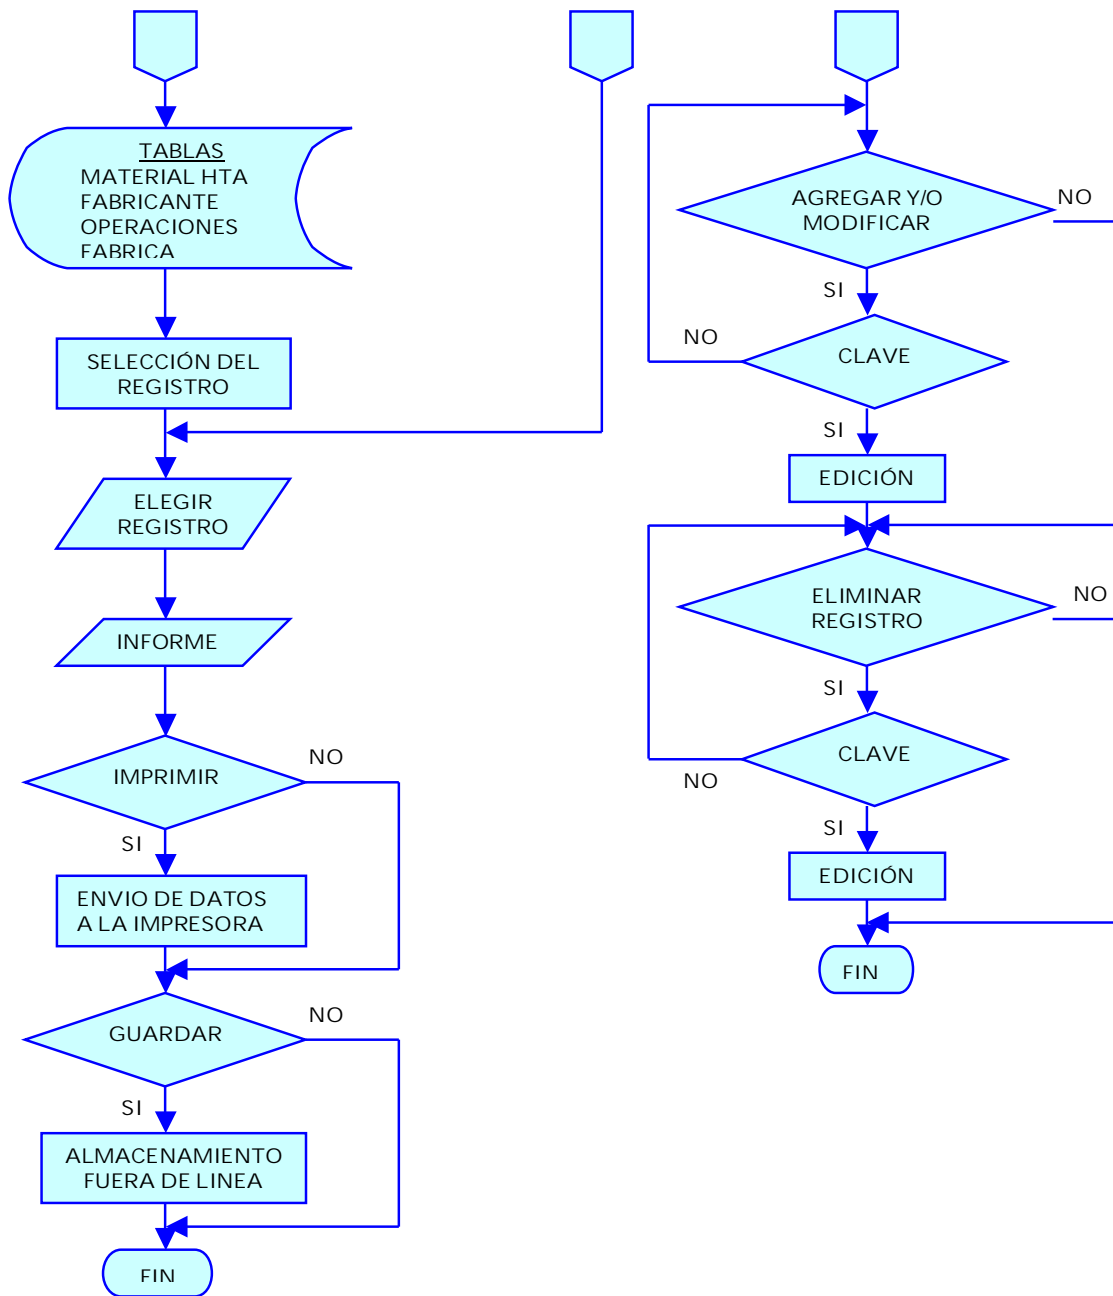 TABLAS
MATERIAL HTA
FABRICANTE
OPERACIONES
FABRICA
SELECCIÓN DEL
REGISTRO
ELEGIR
REGISTRO
INFORME
IMPRIMIR
NO
SI
ENVIO DE DATOS
A LA IMPRESORA
GUARDAR
NO
SI
ALMACENAMIENTO
FUERA DE LINEA
FIN
AGREGAR Y/O
MODIFICAR
NO
SI
CLAVE
NO
SI
EDICIÓN
ELIMINAR
REGISTRO
NO
SI
CLAVE
NO
SI
EDICIÓN
FIN